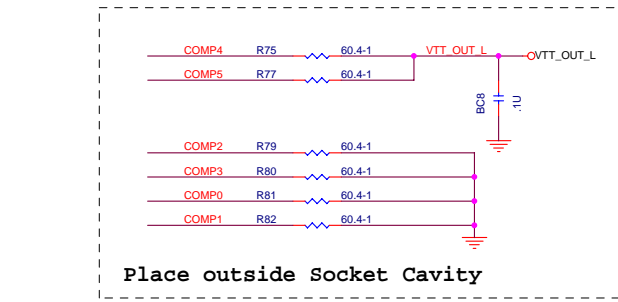 COMP4 R75 60.4-1 VTT_OUT_L VTT_OUT_L
COMP5 R77 60.4-1
BC8 .1U
COMP2 R79 60.4-1
COMP3 R80 60.4-1
COMP0 R81 60.4-1
COMP1 R82 60.4-1
Place outside Socket Cavity